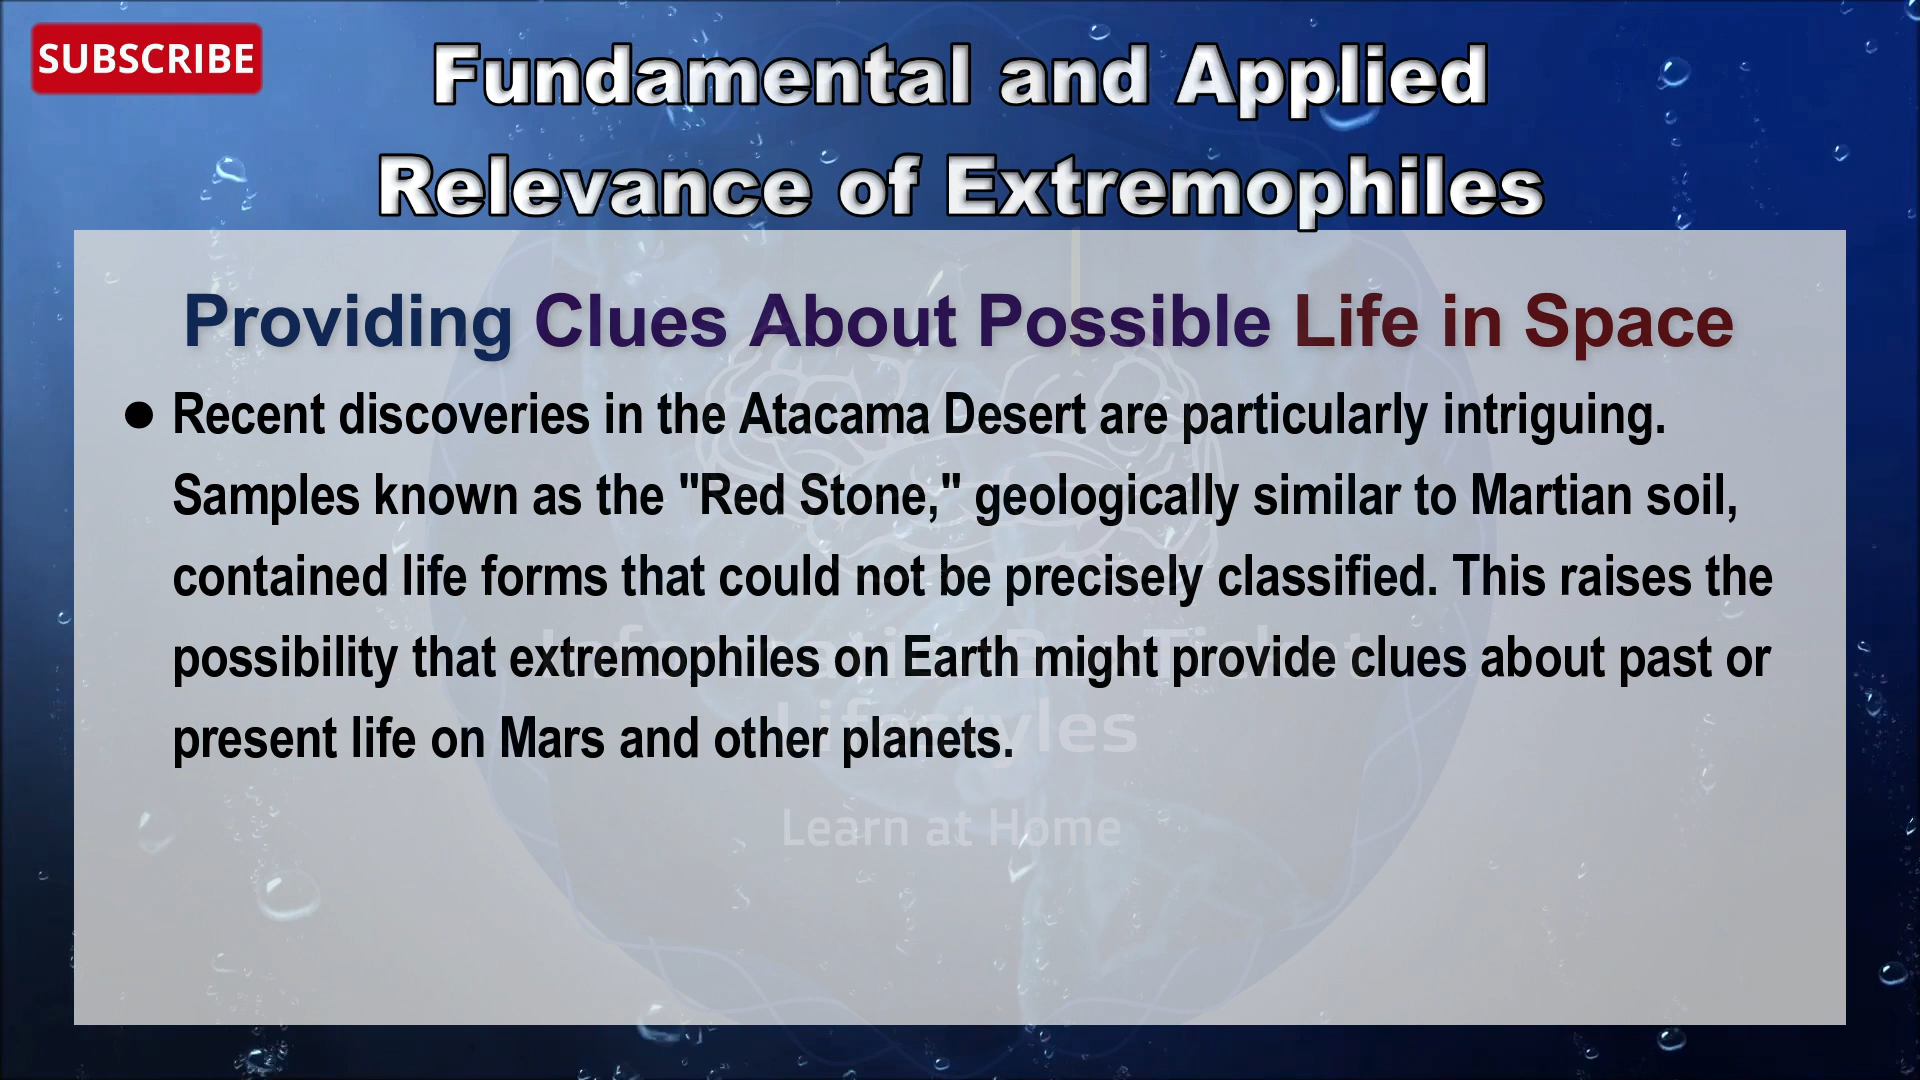 SUBSCRIBE
Fundamental and Applied
Relevance of Extremophiles
Providing Clues About Possible Life in Space
● Recent discoveries in the Atacama Desert are particularly intriguing.
Samples known as the "Red Stone," geologically similar to Martian soil,
contained life forms that could not be precisely classified. This raises the
possibility that extremophiles on Earth might provide clues about past or
present life on Mars and other planets.
Lifestyles
Learn at Home